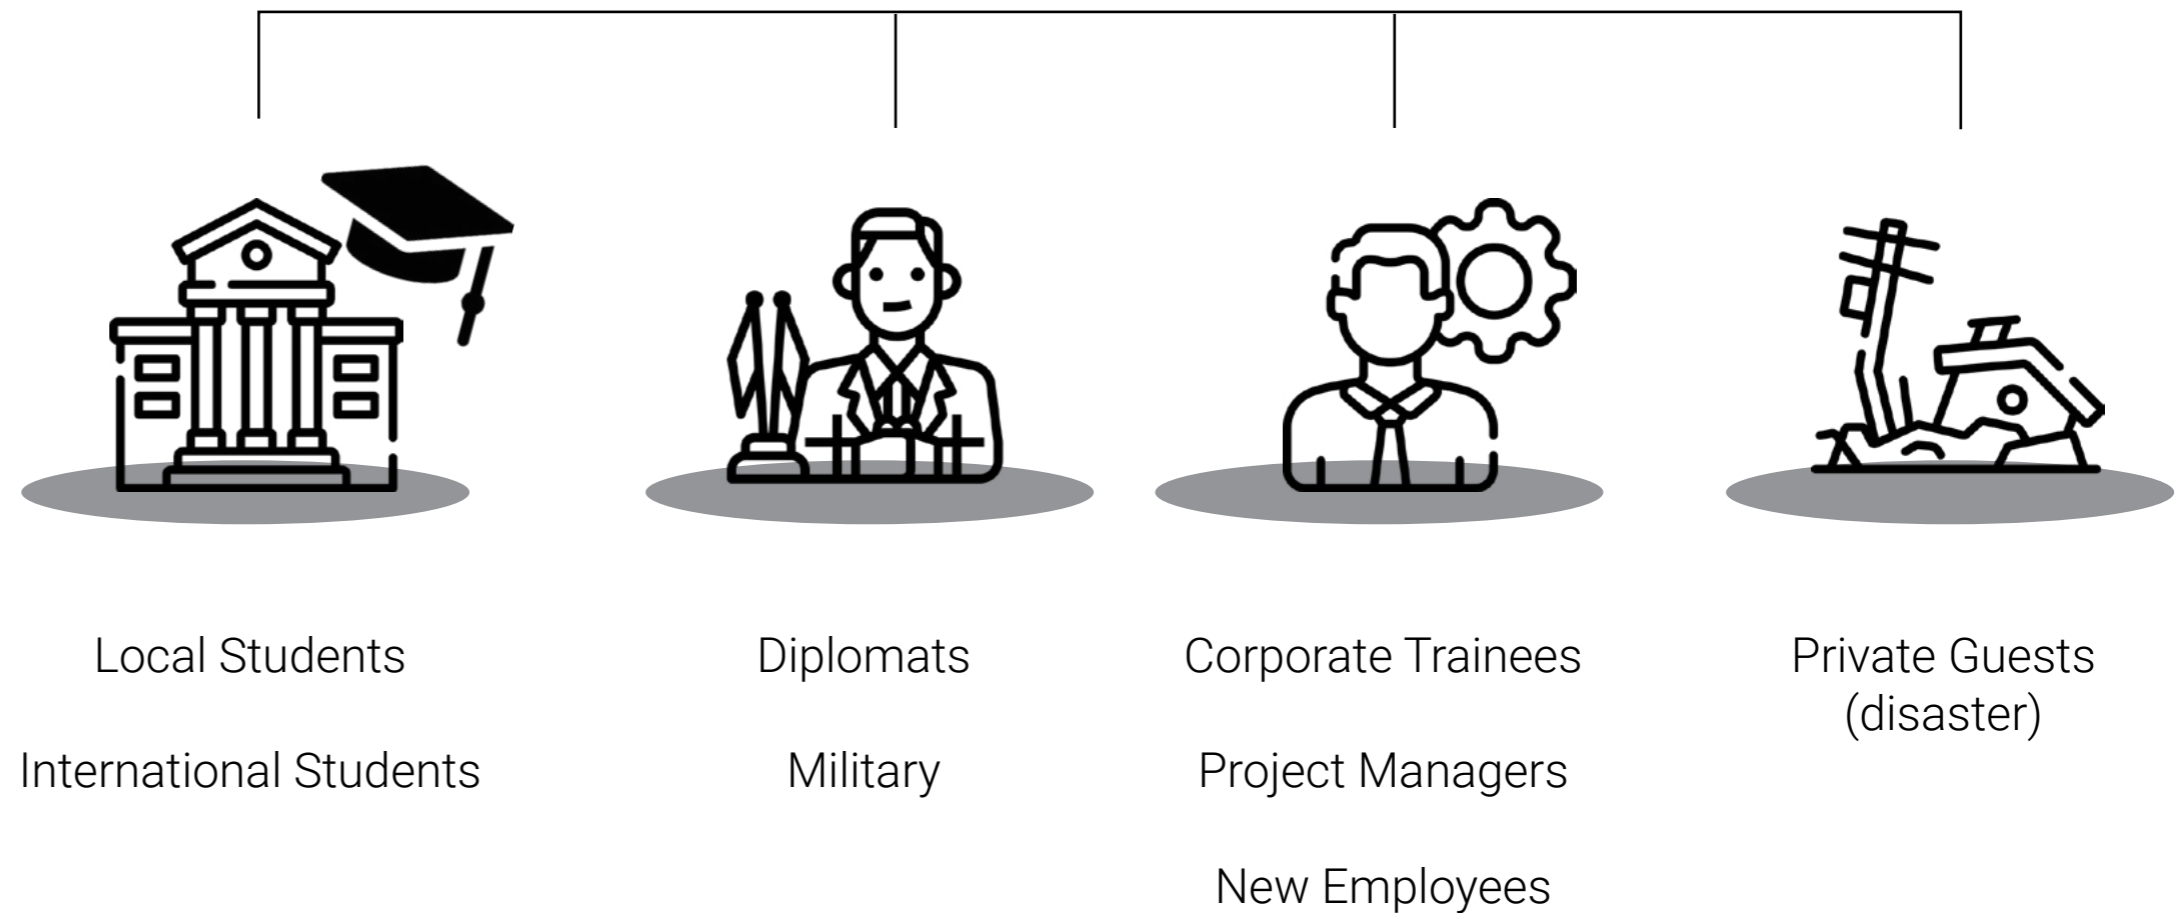 Local Students
International Students
Diplomats
Military
Corporate Trainees
Project Managers
New Employees
Private Guests
(disaster)